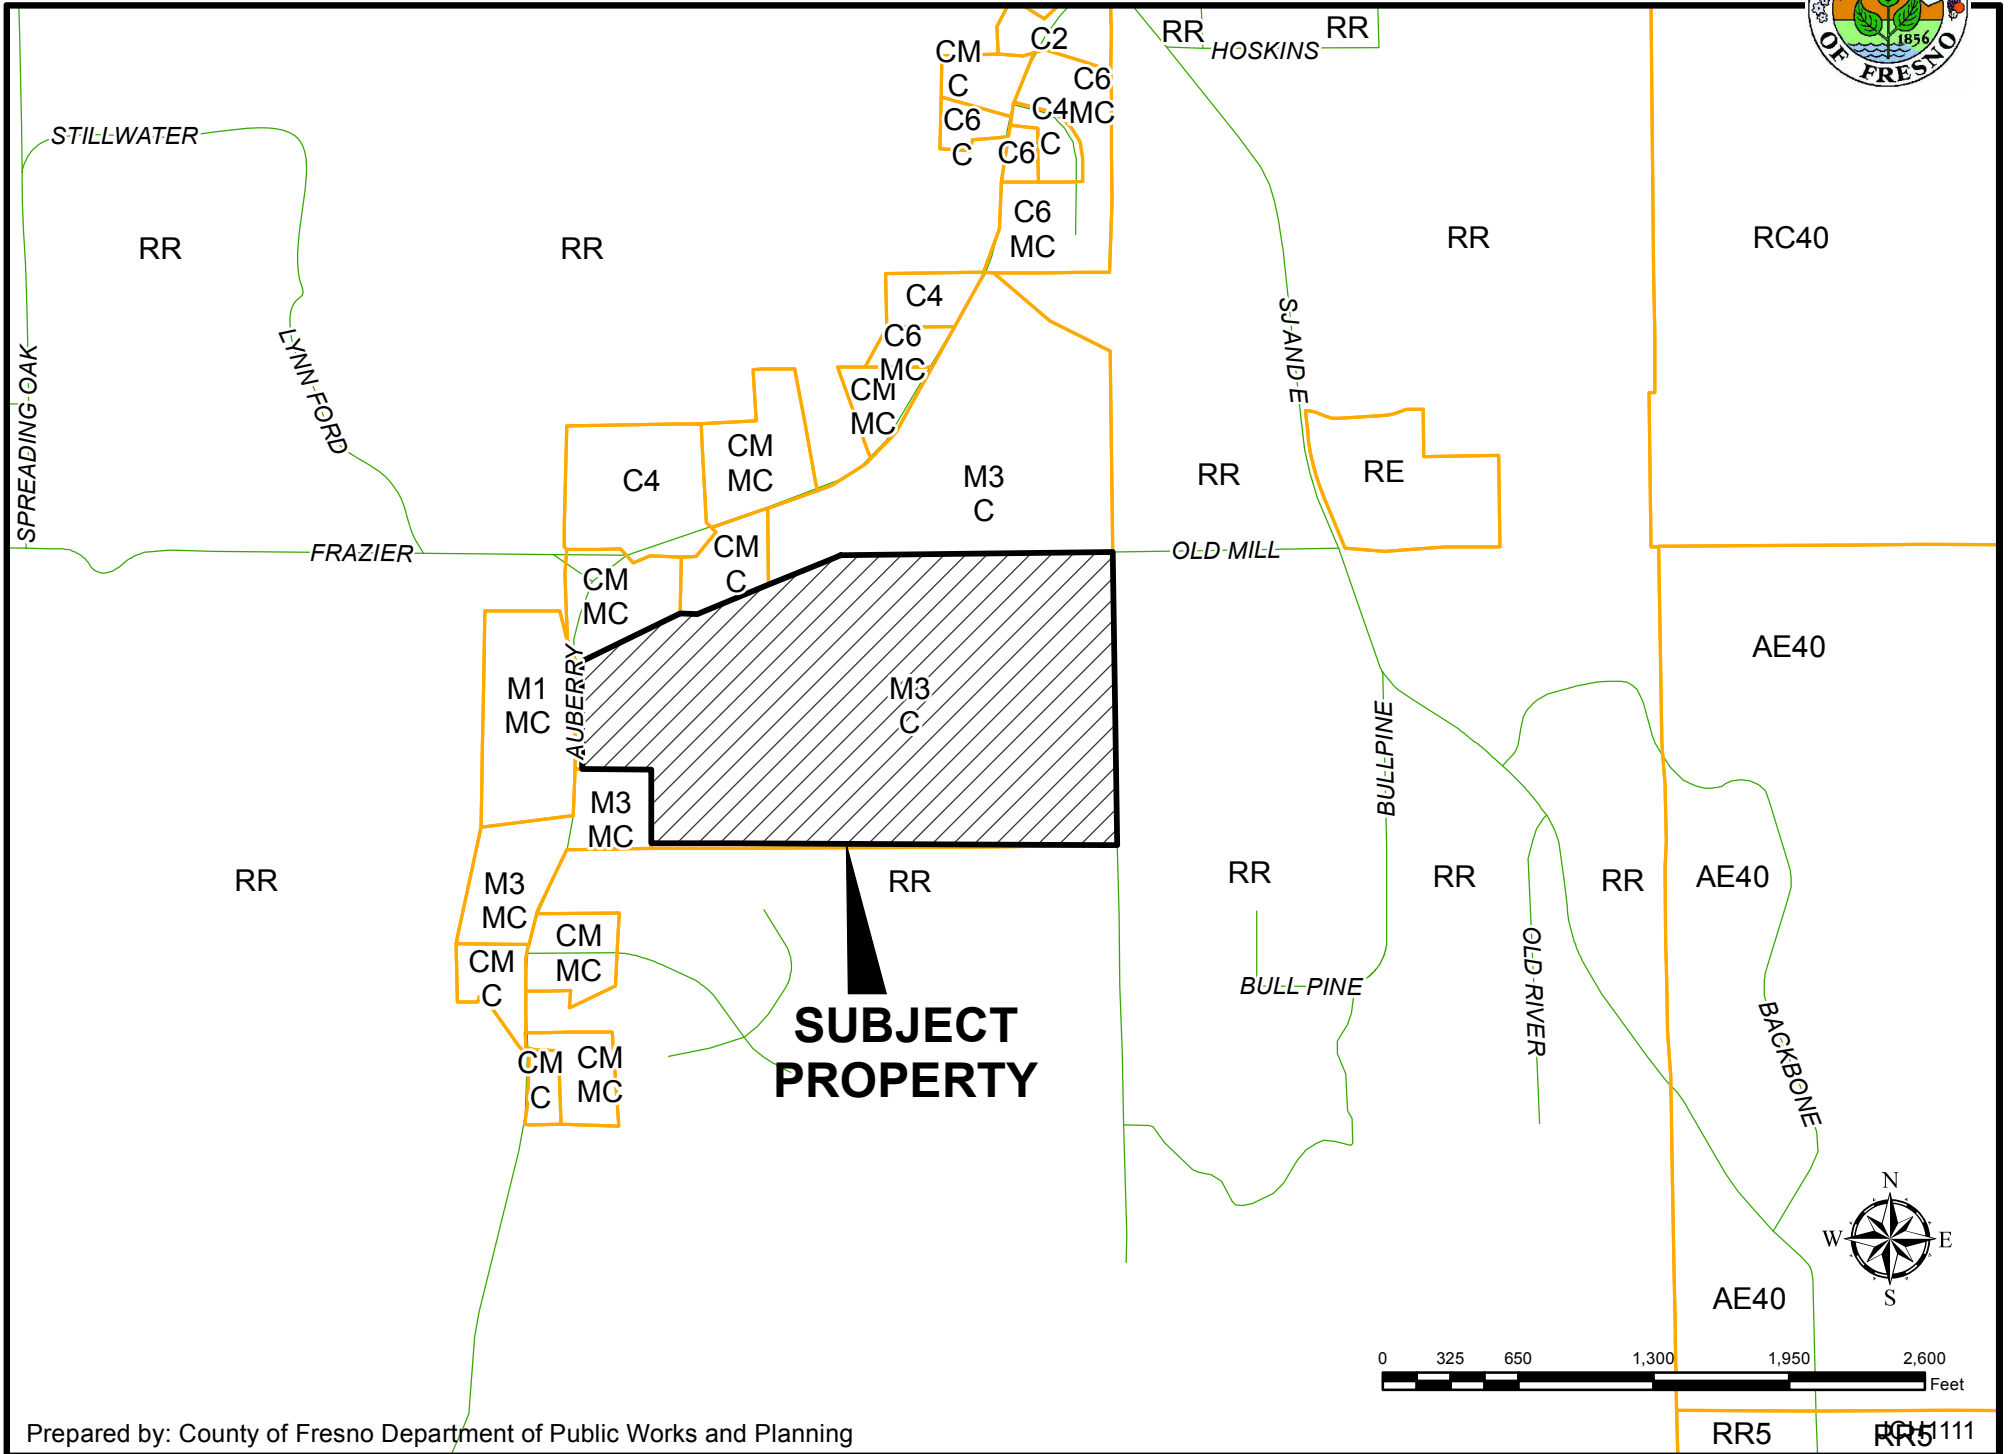 1856
OF FRESNO
C2
RR
RR
HOSKINS
CM
C
C6
MC
C4
C
C6
C
C6
STILLWATER
RR
RR
C6
MC
RR
RC40
C4
C6
MC
CM
MC
SJ AND E
SPREADING OAK
LYNN FORD
C4
CM
MC
M3
C
RR
RE
FRAZIER
CM
C
OLD MILL
CM
MC
AE40
M1
MC
AUBERRY
M3
C
BULLPINE
M3
MC
RR
M3
MC
RR
RR
RR
RR
AE40
CM
MC
CM
C
BULL PINE
OLD RIVER
BACKBONE
SUBJECT
PROPERTY
CM
C
CM
MC
N
W
E
S
AE40
0 325 650 1,300 1,950 2,600
Feet
Prepared by: County of Fresno Department of Public Works and Planning
RR5
RR5